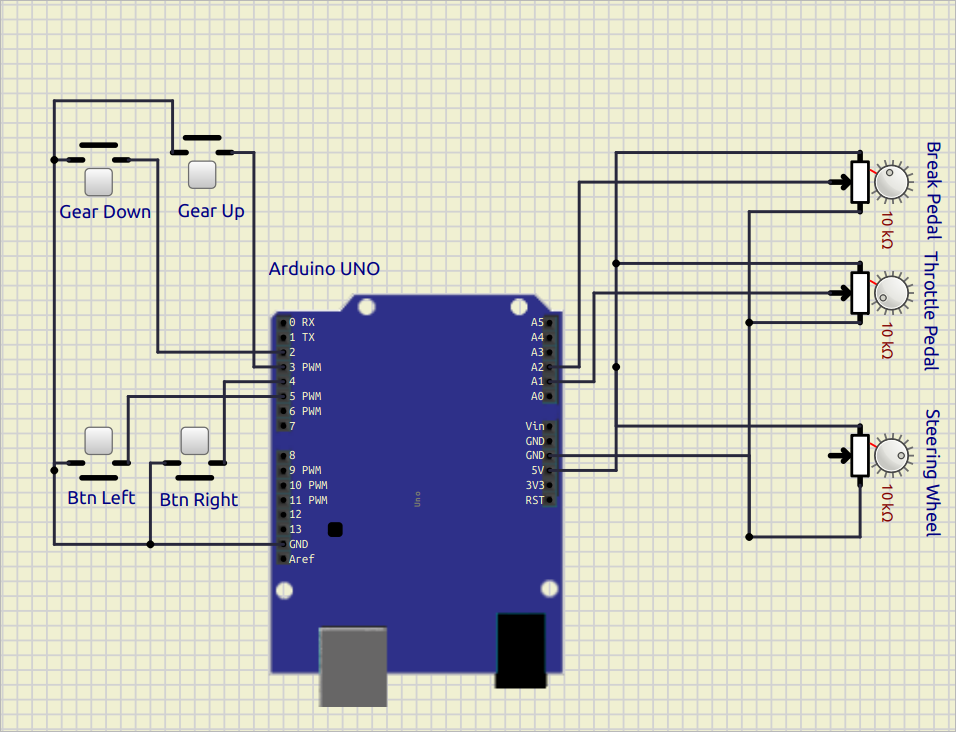 Gear Down
Gear Up
Arduino UNO
0 RX
1 TX
2
3 PWM
4
5 PWM
6 PWM
7
8
9 PWM
10 PWM
11 PWM
12
13
GND
Aref
A5
A4
A3
A2
A1
A0
Vin
GND
GND
5V
3V3
RST
Uno
Btn Left
Btn Right
Break Pedal
10 kΩ
Throttle Pedal
10 kΩ
Steering Wheel
10 kΩ